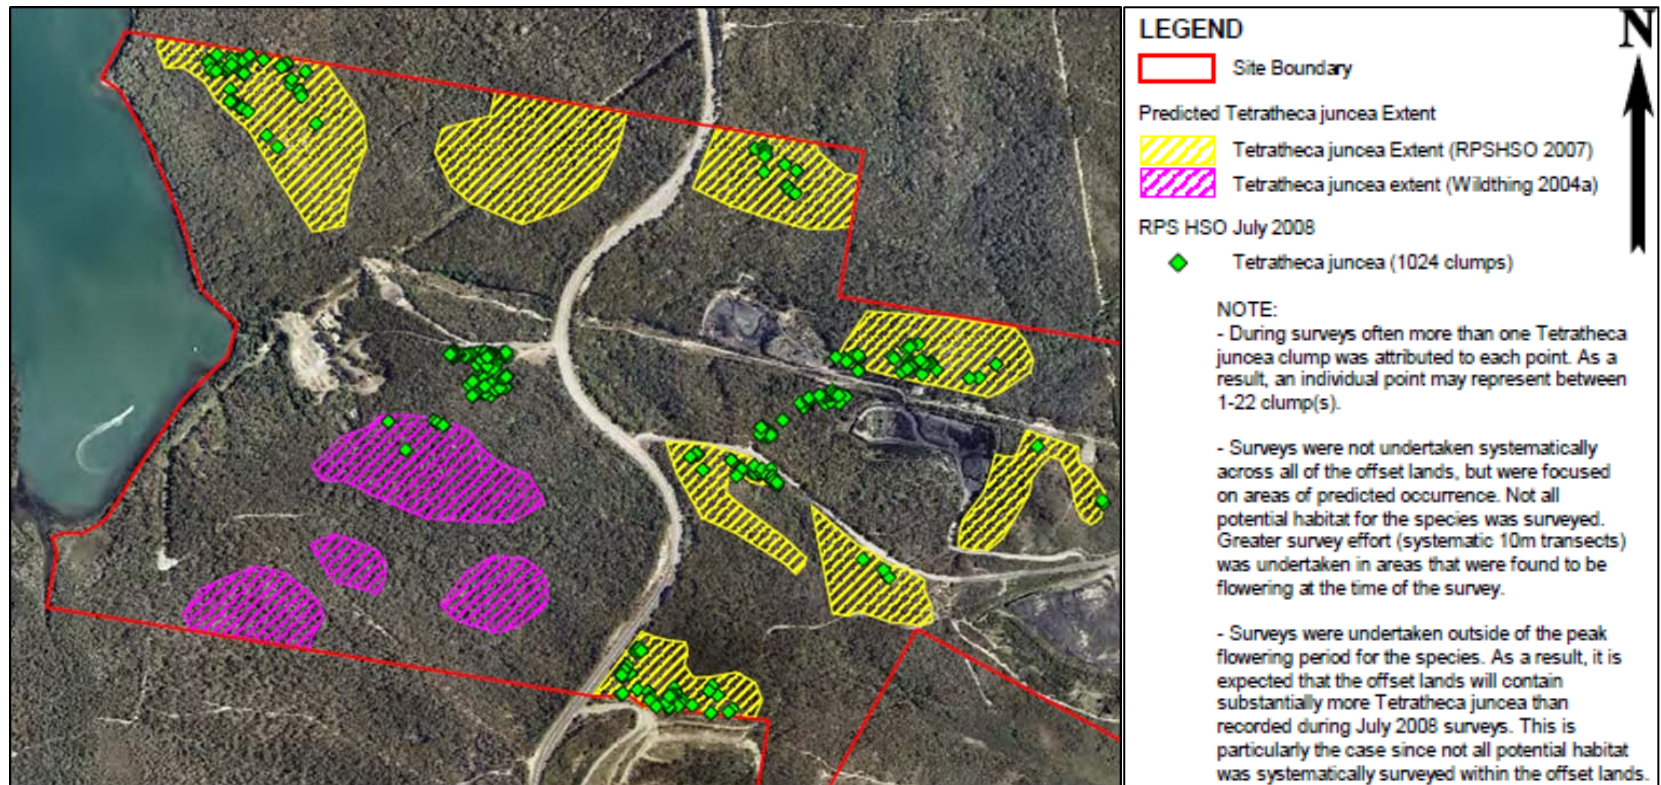 LEGEND
N
Site Boundary
Predicted Tetratheca juncea Extent
Tetratheca juncea Extent (RPSHSO 2007)
Tetratheca juncea extent (Wildthing 2004a)
RPS HSO July 2008
Tetratheca juncea (1024 clumps)
NOTE:
- During surveys often more than one Tetratheca
juncea clump was attributed to each point. As a
result, an individual point may represent between
1-22 clump(s).
- Surveys were not undertaken systematically
across all of the offset lands, but were focused
on areas of predicted occurrence. Not all
potential habitat for the species was surveyed.
Greater survey effort (systematic 10m transects)
was undertaken in areas that were found to be
flowering at the time of the survey.
- Surveys were undertaken outside of the peak
flowering period for the species. As a result, it is
expected that the offset lands will contain
substantially more Tetratheca juncea than
recorded during July 2008 surveys. This is
particularly the case since not all potential habitat
was systematically surveyed within the offset lands.